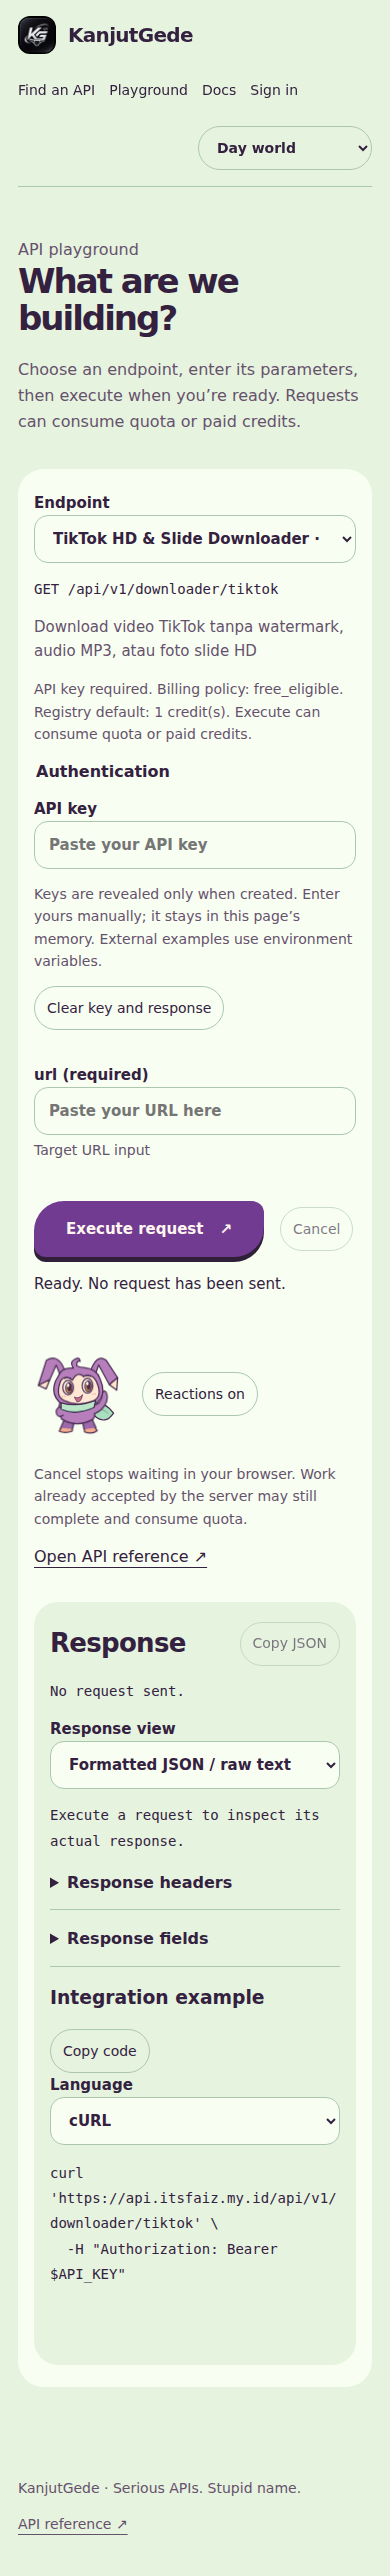 KG KanjutGede
Find an API Playground Docs Sign in
Day world
API playground
What are we
building?
Choose an endpoint, enter its parameters,
then execute when you’re ready. Requests
can consume quota or paid credits.
Endpoint
TikTok HD & Slide Downloader ·
GET /api/v1/downloader/tiktok
Download video TikTok tanpa watermark,
audio MP3, atau foto slide HD
API key required. Billing policy: free_eligible.
Registry default: 1 credit(s). Execute can
consume quota or paid credits.
Authentication
API key
Paste your API key
Keys are revealed only when created. Enter
yours manually; it stays in this page’s
memory. External examples use environment
variables.
Clear key and response
url (required)
Paste your URL here
Target URL input
Execute request ↗ Cancel
Ready. No request has been sent.
Reactions on
Cancel stops waiting in your browser. Work
already accepted by the server may still
complete and consume quota.
Open API reference ↗
Response Copy JSON
No request sent.
Response view
Formatted JSON / raw text
Execute a request to inspect its
actual response.
▶ Response headers
▶ Response fields
Integration example
Copy code
Language
cURL
curl
'https://api.itsfaiz.my.id/api/v1/
downloader/tiktok' \
-H "Authorization: Bearer
$API_KEY"
KanjutGede · Serious APIs. Stupid name.
API reference ↗